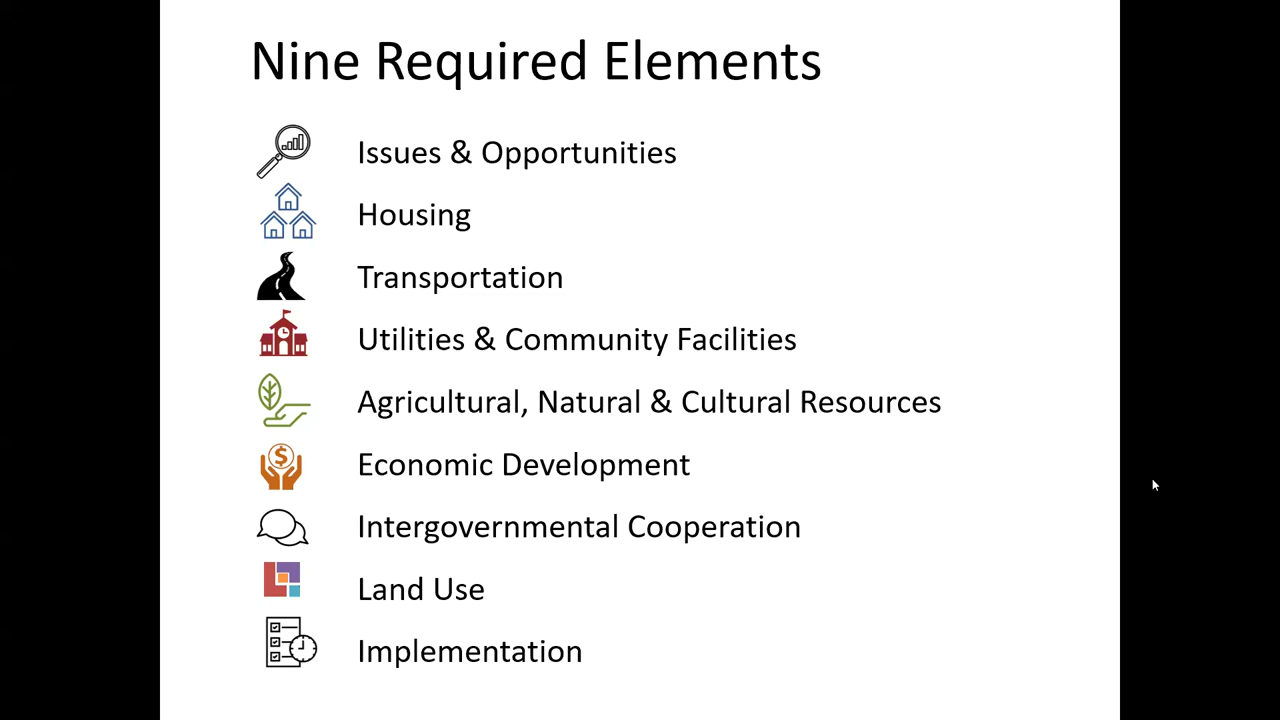 Nine Required Elements
Issues & Opportunities
Housing
Transportation
Utilities & Community Facilities
Agricultural, Natural & Cultural Resources
Economic Development
Intergovernmental Cooperation
Land Use
Implementation